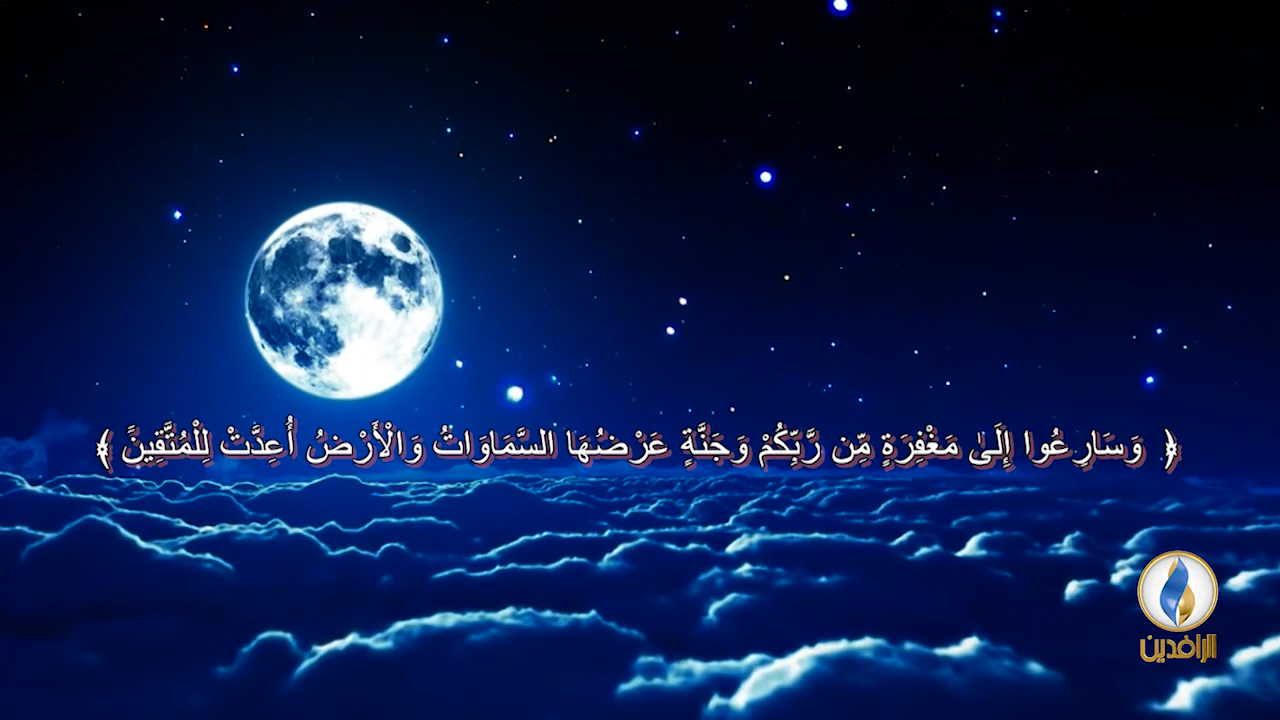 ﴿ وَسَارِعُوا إِلَىٰ مَغْفِرَةٍ مِّن رَّبِّكُمْ وَجَنَّةٍ عَرْضُهَا السَّمَاوَاتُ وَالْأَرْضُ أُعِدَّتْ لِلْمُتَّقِينََ ﴾
الرافدين